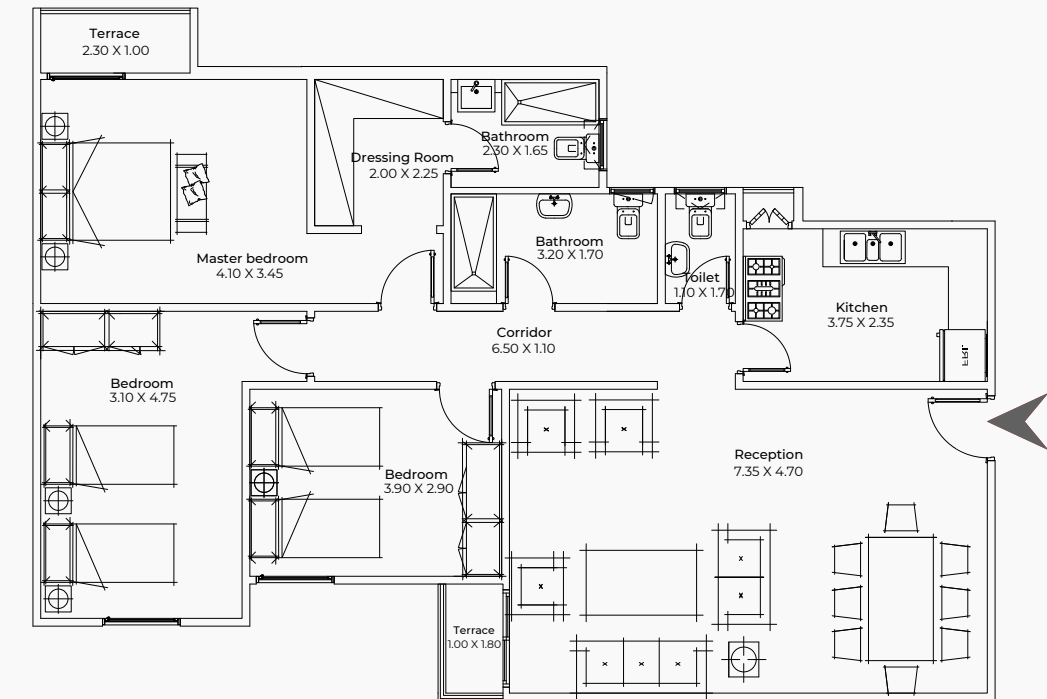 Terrace
2.30 X 1.00
Bathroom
2.30 X 1.65
Dressing Room
2.00 X 2.25
Master bedroom
4.10 X 3.45
Bathroom
3.20 X 1.70
Toilet
1.10 X 1.70
Kitchen
3.75 X 2.35
FRI.
Corridor
6.50 X 1.10
Bedroom
3.10 X 4.75
Bedroom
3.90 X 2.90
Reception
7.35 X 4.70
Terrace
1.00 X 1.80